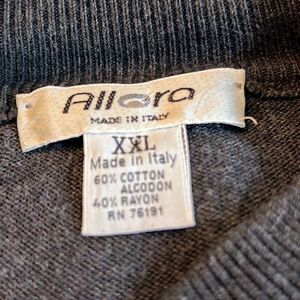 Allora
MADE IN ITALY
XXL
Made in Italy
60% COTTON
ALGODON
40% RAYON
RN 76191